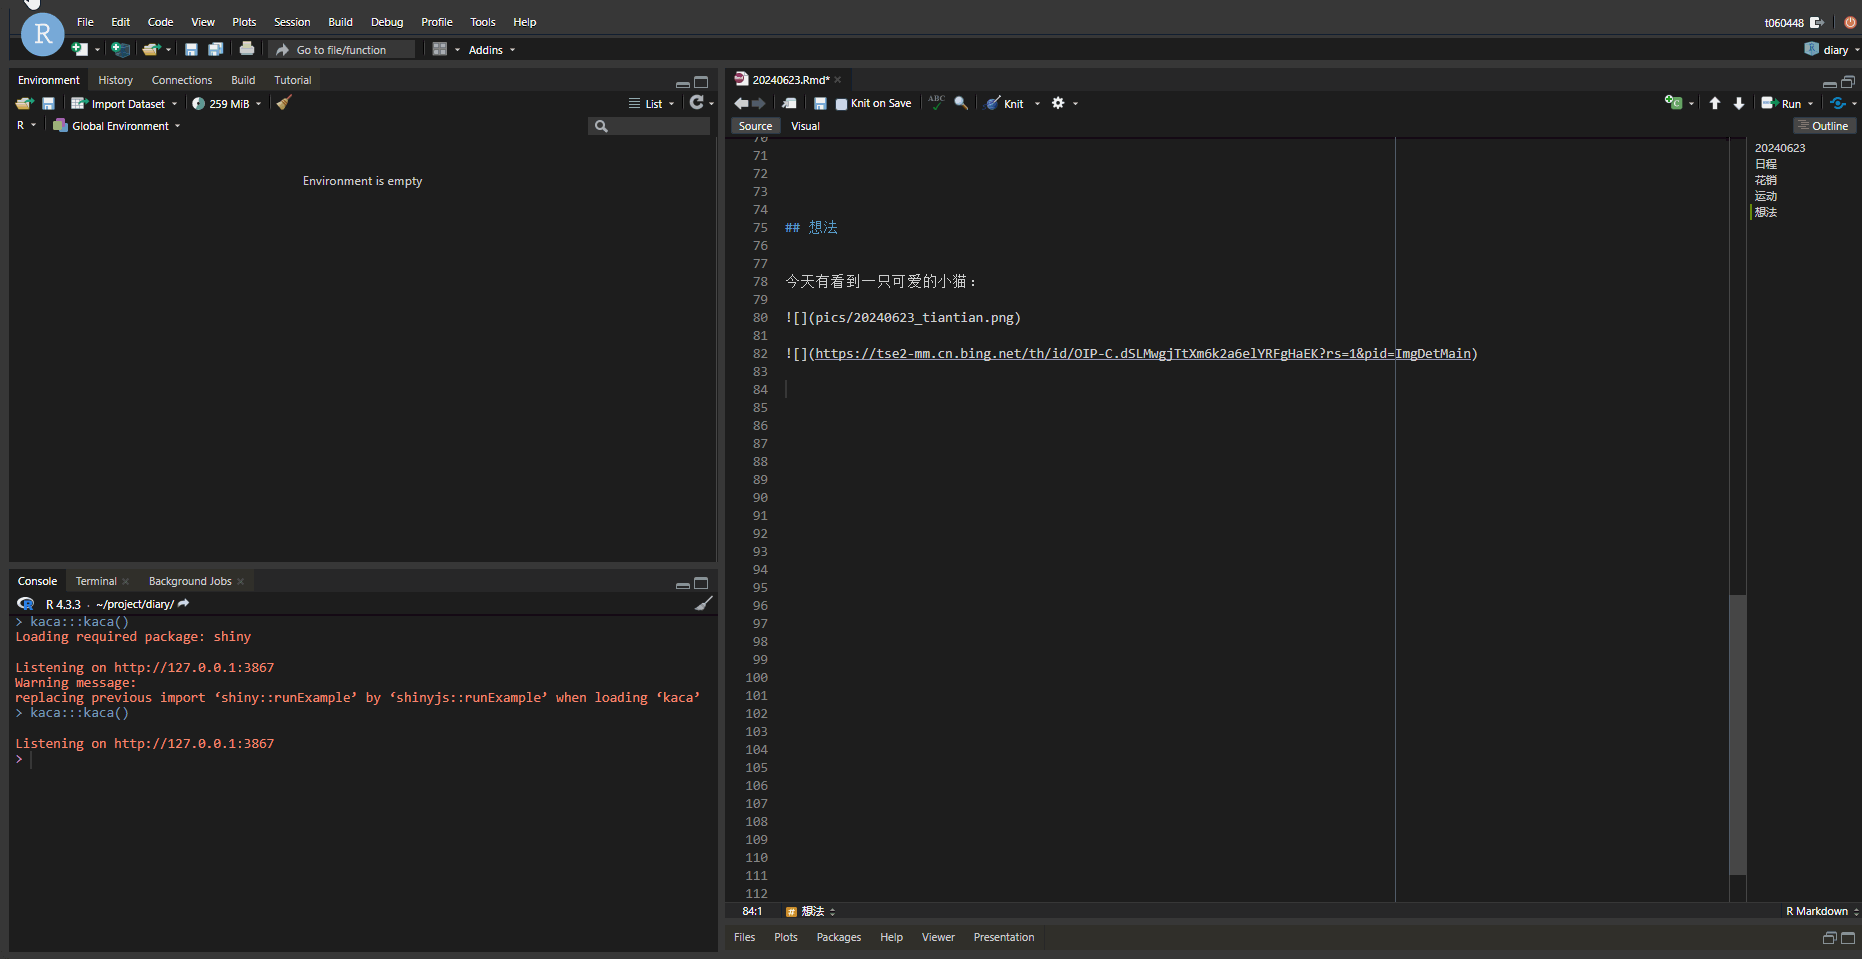 File Edit Code View Plots Session Build Debug Profile Tools Help
t060448
R
Go to file/function
Addins
diary
Environment History Connections Build Tutorial
Import Dataset
259 MiB
List
R
Global Environment
Environment is empty
Console Terminal Background Jobs
R 4.3.3 · ~/project/diary/
> kaca:::kaca()
Loading required package: shiny
Listening on http://127.0.0.1:3867
Warning message:
replacing previous import ‘shiny::runExample’ by ‘shinyjs::runExample’ when loading ‘kaca’
> kaca:::kaca()
Listening on http://127.0.0.1:3867
>
20240623.Rmd*
Knit on Save
ABC
Knit
Run
Source Visual
Outline
70
71
72
73
74
75 ## 想法
76
77
78 今天有看到一只可爱的小猫：
79
80 ![](pics/20240623_tiantian.png)
81
82 ![](https://tse2-mm.cn.bing.net/th/id/OIP-C.dSLMwgjTtXm6k2a6elYRFgHaEK?rs=1&pid=ImgDetMain)
83
84
85
86
87
88
89
90
91
92
93
94
95
96
97
98
99
100
101
102
103
104
105
106
107
108
109
110
111
112
20240623
日程
花销
运动
想法
84:1
# 想法
R Markdown
Files Plots Packages Help Viewer Presentation